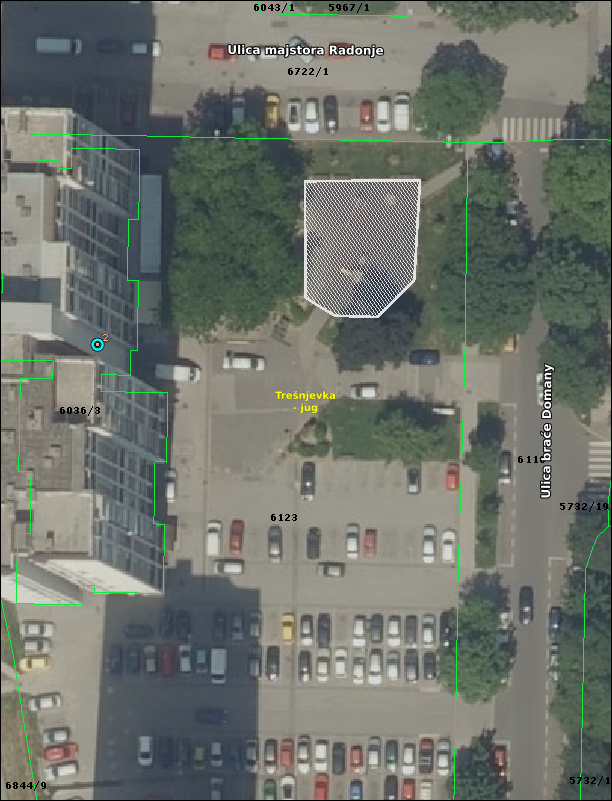 6043/1 5967/1
Ulica majstora Radonje
6722/1
2
Ulica braće Domany
Trešnjevka
- jug
6036/3
611
5732/19
6123
6844/9
5732/1